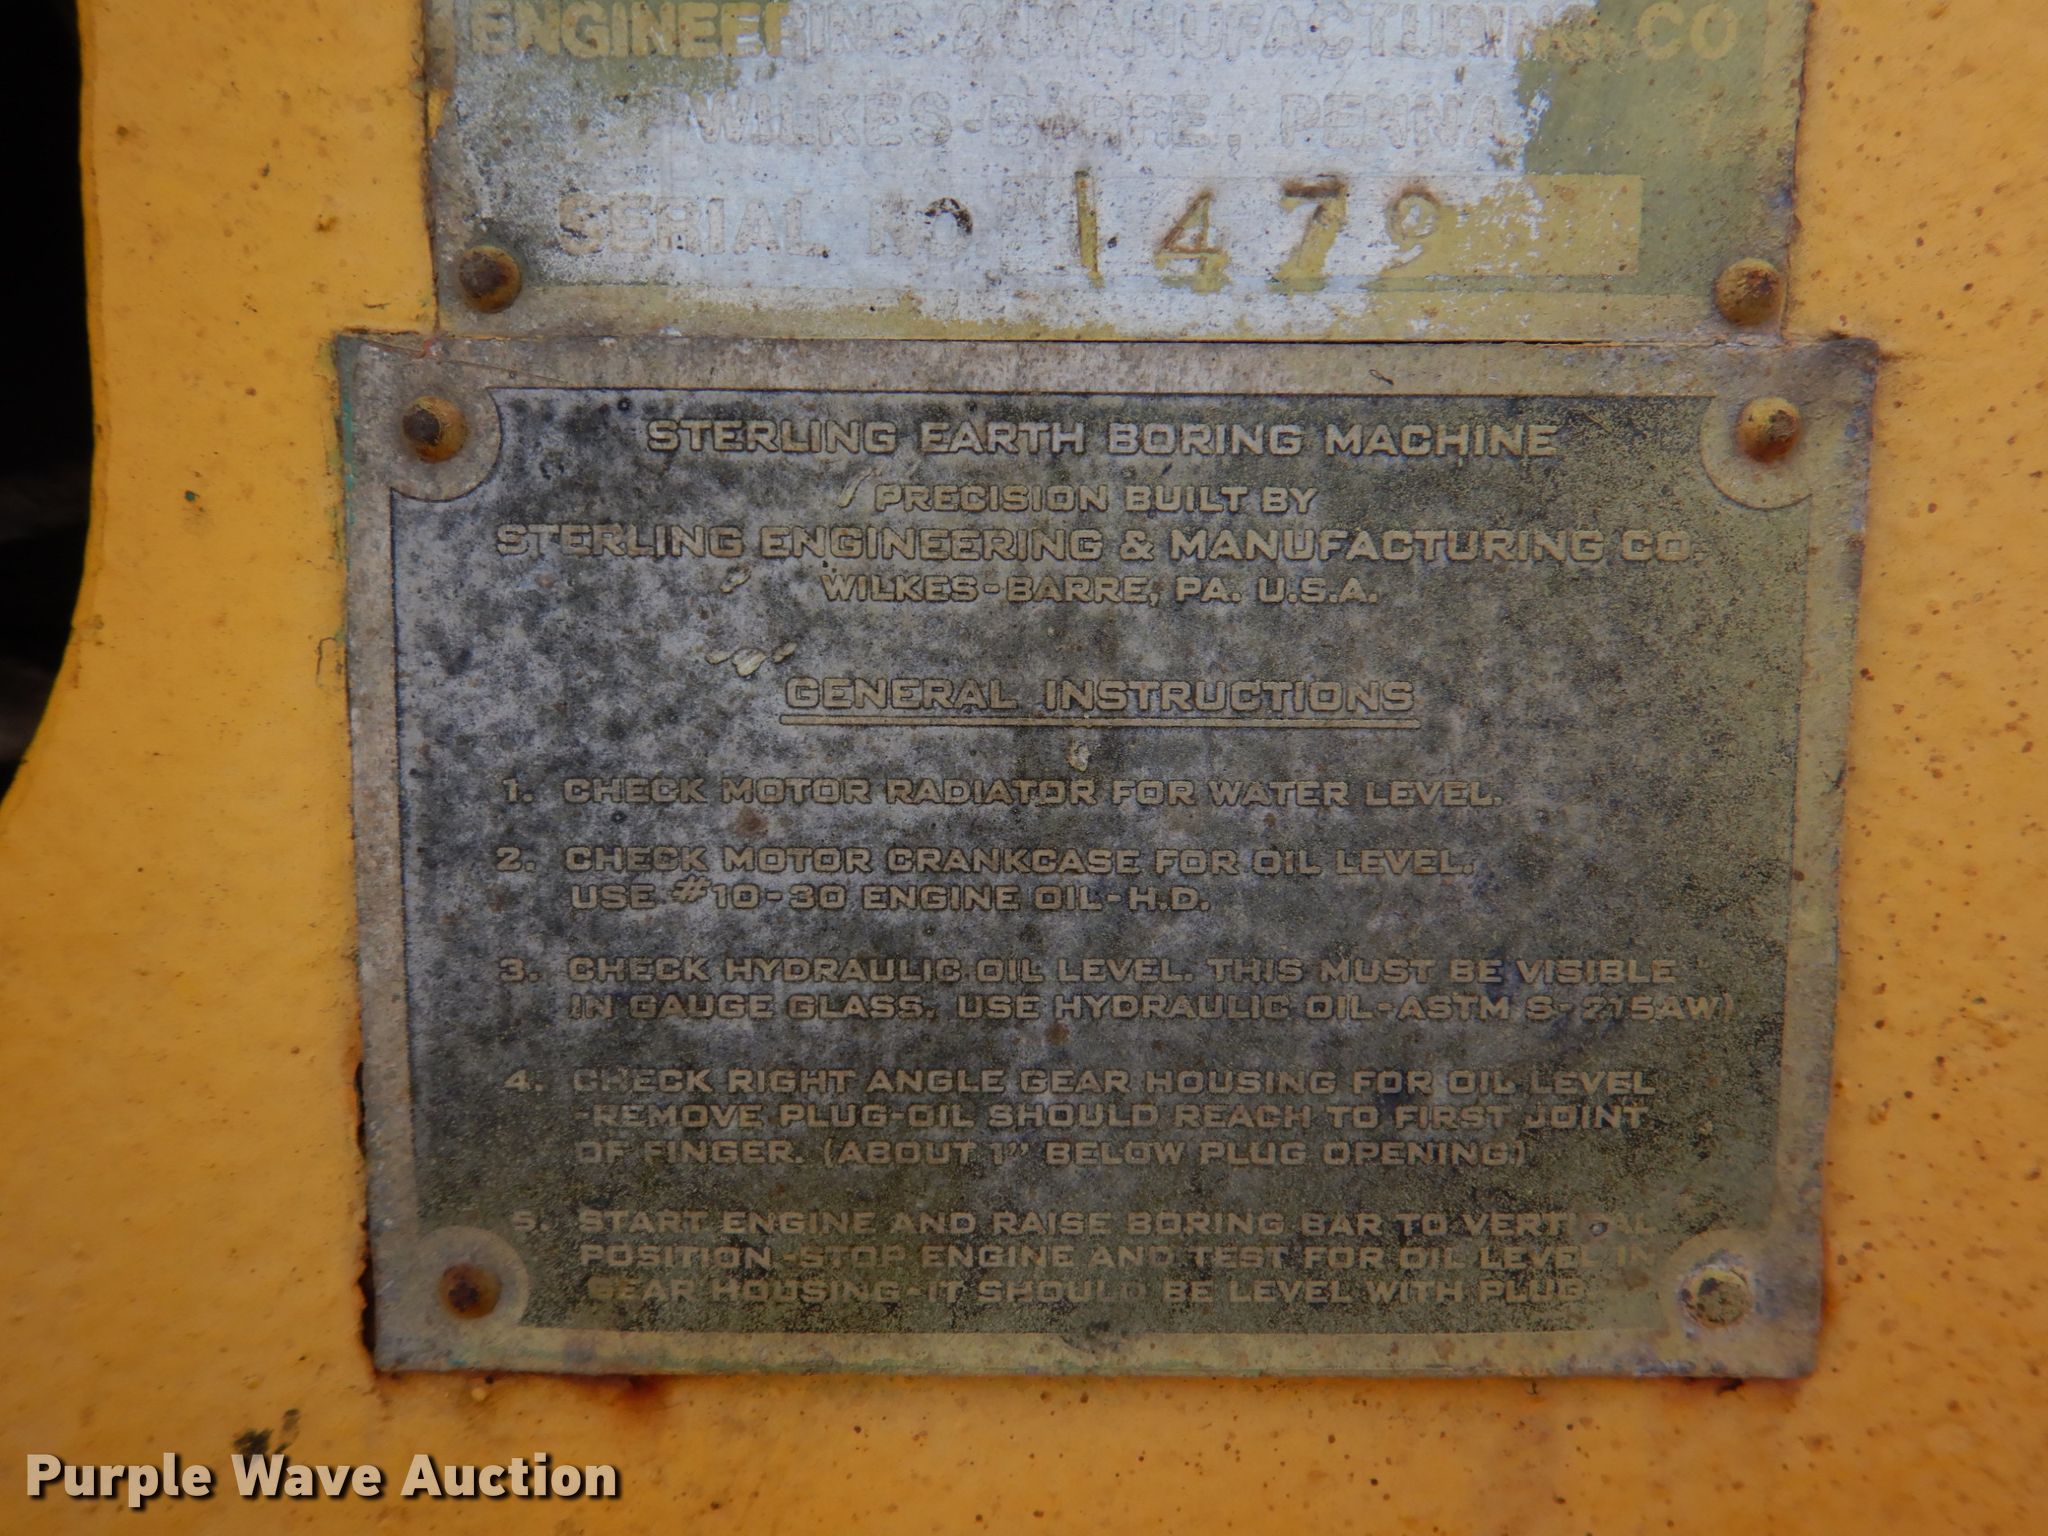 ENGINEERING & MANUFACTURING CO
WILKES-BARRE, PENNA.
SERIAL NO 1479
STERLING EARTH BORING MACHINE
PRECISION BUILT BY
STERLING ENGINEERING & MANUFACTURING CO
WILKES-BARRE, PA. U.S.A.
GENERAL INSTRUCTIONS
1. CHECK MOTOR RADIATOR FOR WATER LEVEL.
2. CHECK MOTOR CRANKCASE FOR OIL LEVEL.
USE #10-30 ENGINE OIL-H.D.
3. CHECK HYDRAULIC OIL LEVEL. THIS MUST BE VISIBLE
IN GAUGE GLASS. USE HYDRAULIC OIL-ASTM S-215AW)
4. CHECK RIGHT ANGLE GEAR HOUSING FOR OIL LEVEL
-REMOVE PLUG-OIL SHOULD REACH TO FIRST JOINT
OF FINGER. (ABOUT 1" BELOW PLUG OPENING)
5. START ENGINE AND RAISE BORING BAR TO VERTICAL
POSITION-STOP ENGINE AND TEST FOR OIL LEVEL IN
GEAR HOUSING-IT SHOULD BE LEVEL WITH PLUG
Purple Wave Auction